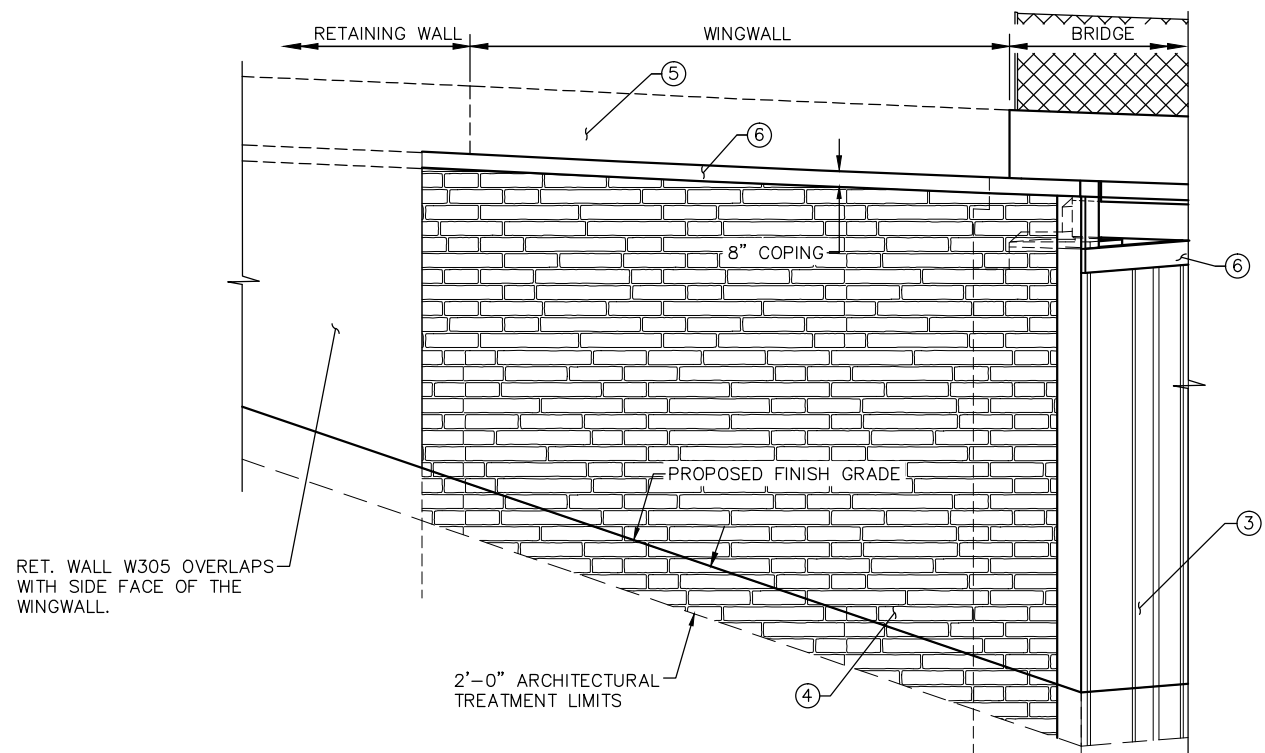 RETAINING WALL
WINGWALL
BRIDGE
5
6
8" COPING
6
PROPOSED FINISH GRADE
3
RET. WALL W305 OVERLAPS
WITH SIDE FACE OF THE
WINGWALL.
2'-0" ARCHITECTURAL
TREATMENT LIMITS
4